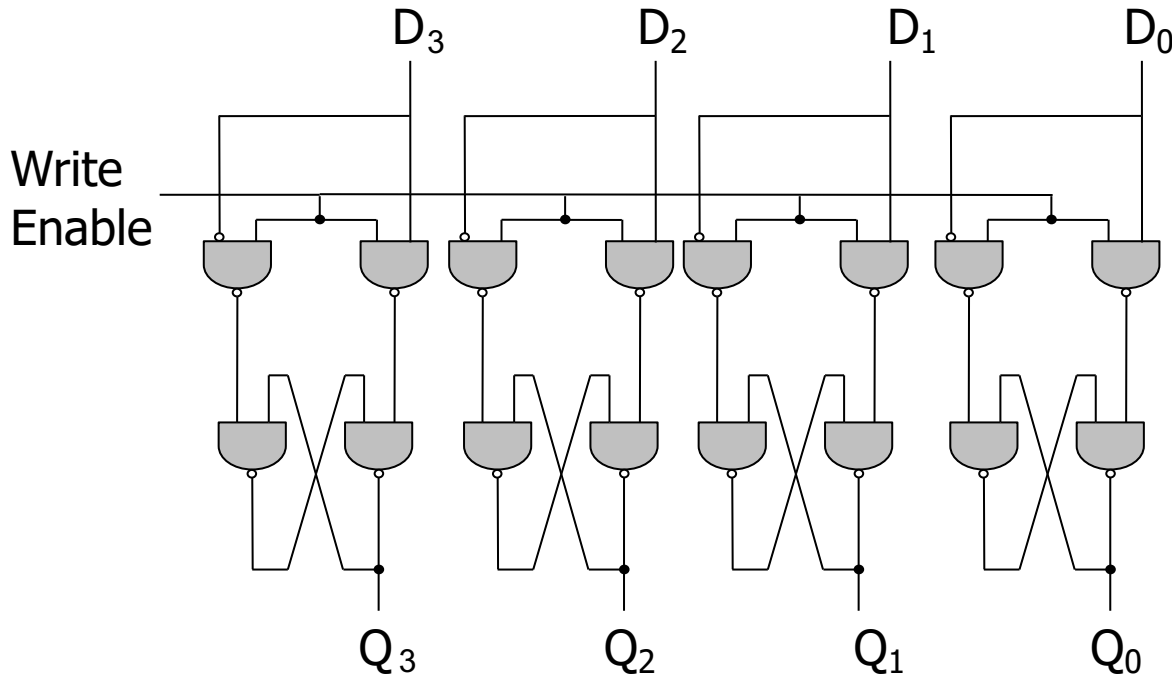 D₃ D₂ D₁ D₀
Write
Enable
Q₃ Q₂ Q₁ Q₀